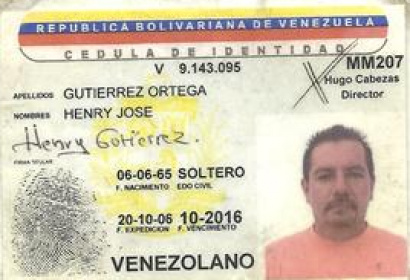 REPUBLICA BOLIVARIANA DE VENEZUELA
CEDULA DE IDENTIDAD
V 9.143.095
MM207
Hugo Cabezas
Director
APELLIDOS GUTIERREZ ORTEGA
NOMBRES HENRY JOSE
Henry Gutierrez.
FIRMA TITULAR
06-06-65 SOLTERO
F. NACIMIENTO EDO CIVIL
20-10-06 10-2016
F. EXPEDICION F. VENCIMIENTO
VENEZOLANO